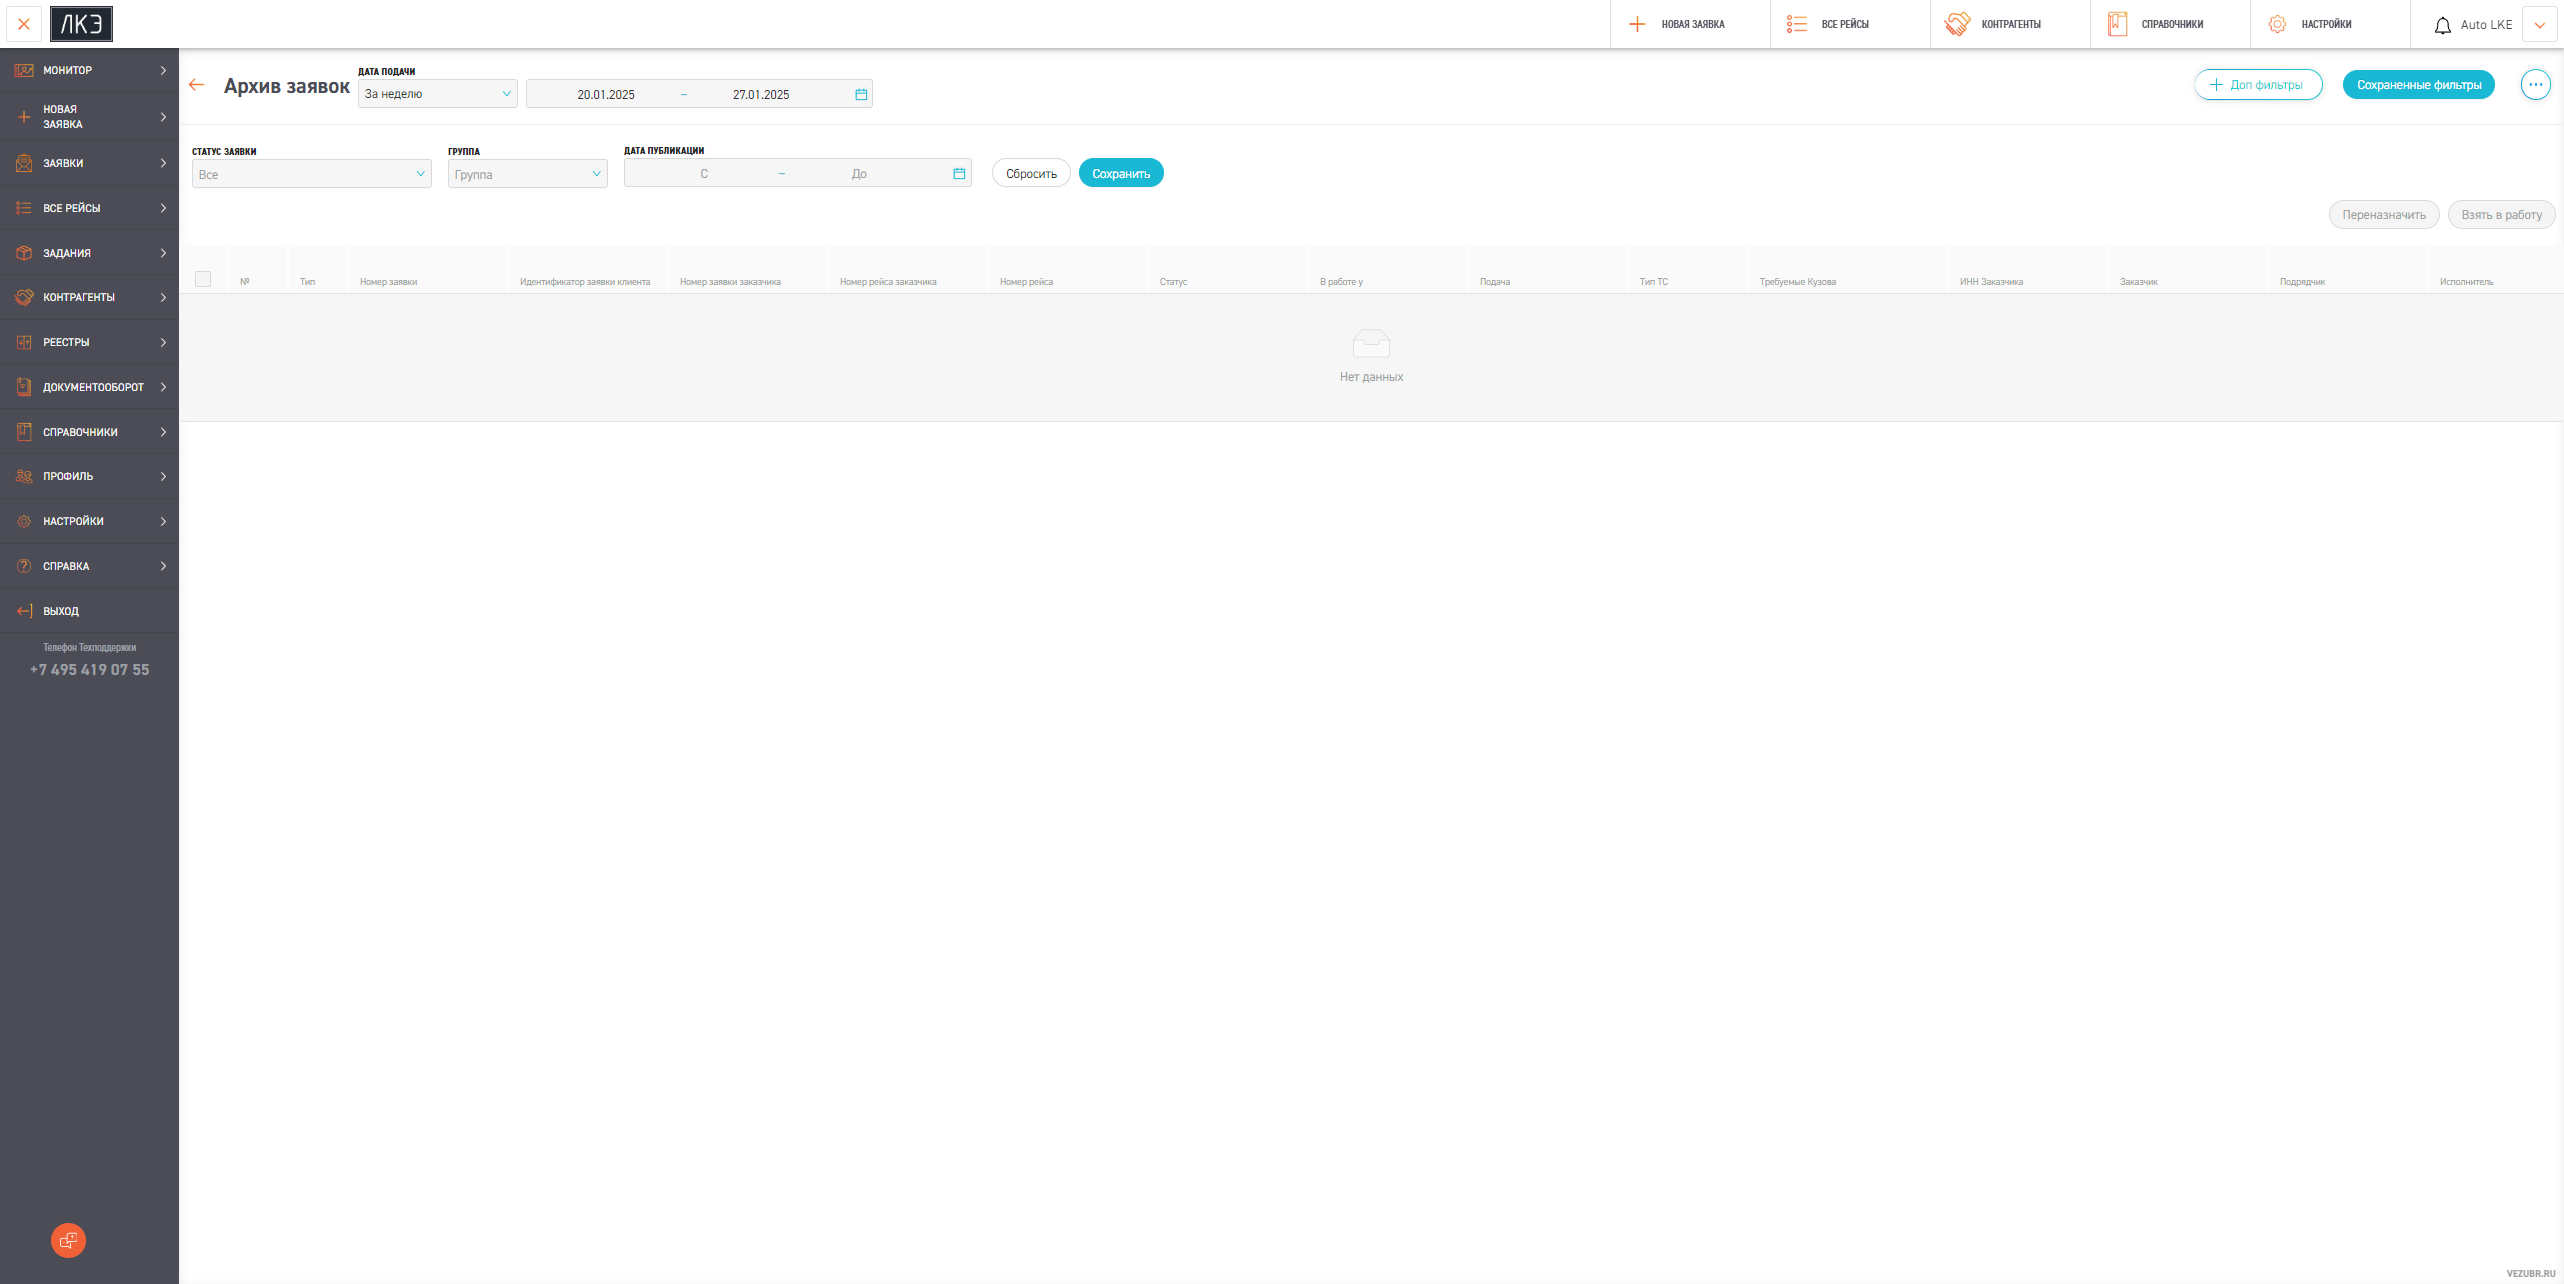 ЛКЭ
НОВАЯ ЗАЯВКА
ВСЕ РЕЙСЫ
КОНТРАГЕНТЫ
СПРАВОЧНИКИ
НАСТРОЙКИ
Auto LKE
МОНИТОР
НОВАЯ
ЗАЯВКА
ЗАЯВКИ
ВСЕ РЕЙСЫ
ЗАДАНИЯ
КОНТРАГЕНТЫ
РЕЕСТРЫ
ДОКУМЕНТООБОРОТ
СПРАВОЧНИКИ
ПРОФИЛЬ
НАСТРОЙКИ
СПРАВКА
ВЫХОД
Телефон Техподдержки
+7 495 419 07 55
Архив заявок
ДАТА ПОДАЧИ
За неделю
20.01.2025 ~ 27.01.2025
Доп фильтры
Сохраненные фильтры
СТАТУС ЗАЯВКИ
Все
ГРУППА
Группа
ДАТА ПУБЛИКАЦИИ
С ~ До
Сбросить
Сохранить
Переназначить
Взять в работу
№ Тип Номер заявки Идентификатор заявки клиента Номер заявки заказчика Номер рейса заказчика Номер рейса Статус В работе у Подача Тип ТС Требуемые Кузова ИНН Заказчика Заказчик Подрядчик Исполнитель
Нет данных
VEZUBR.RU